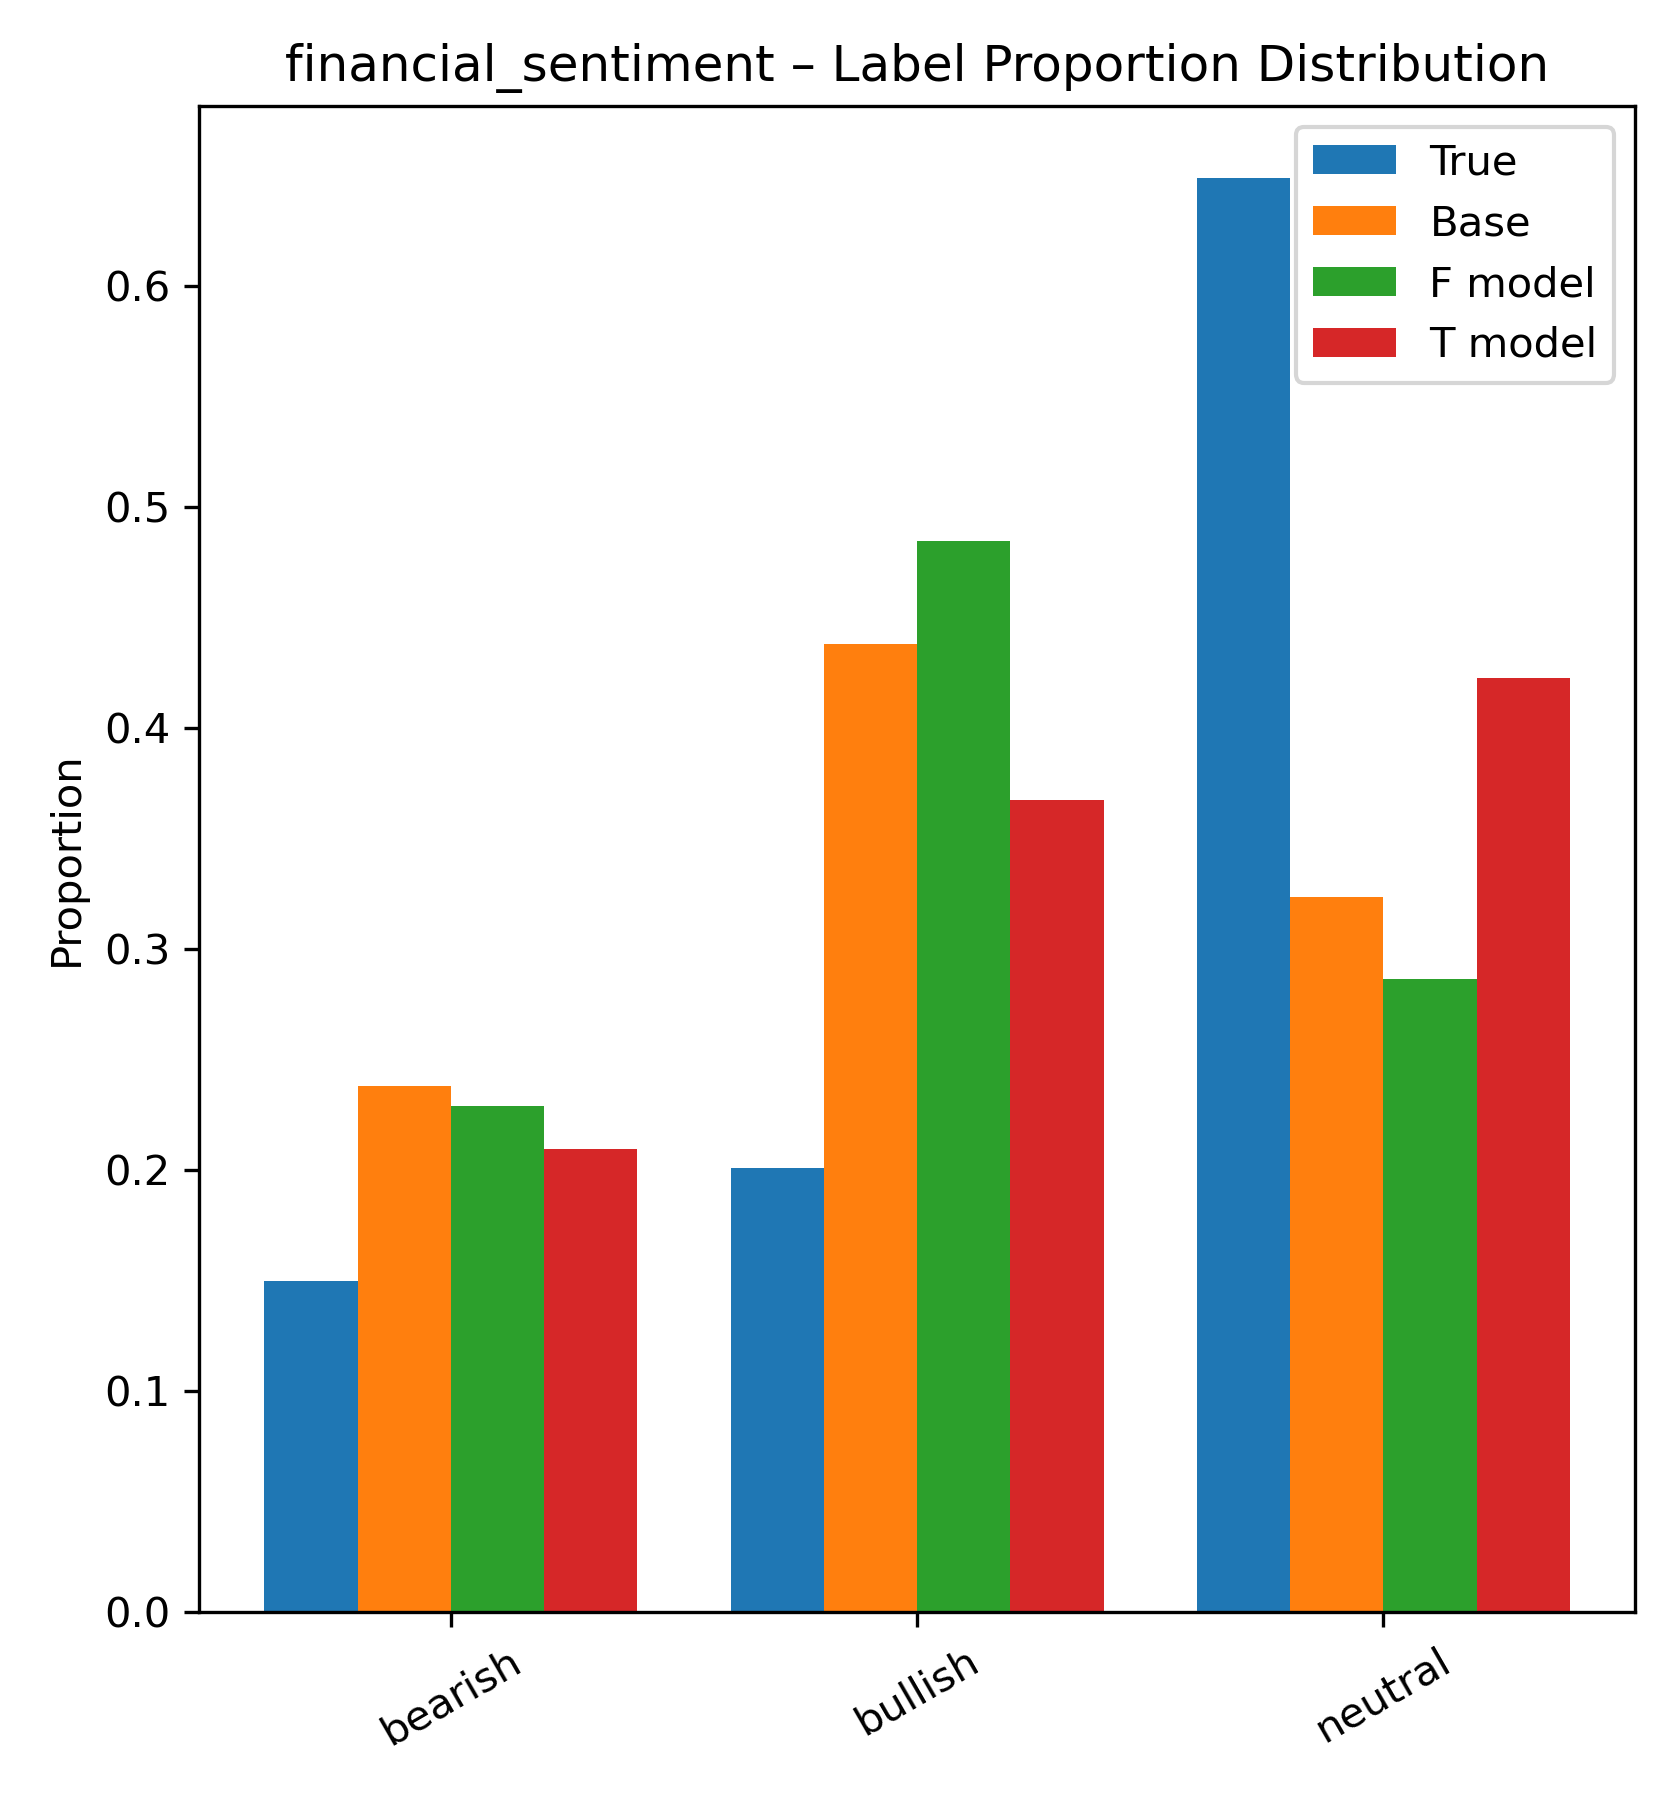 financial_sentiment – Label Proportion Distribution
True
Base
F model
T model
Proportion
0.6
0.5
0.4
0.3
0.2
0.1
0.0
bearish
bullish
neutral